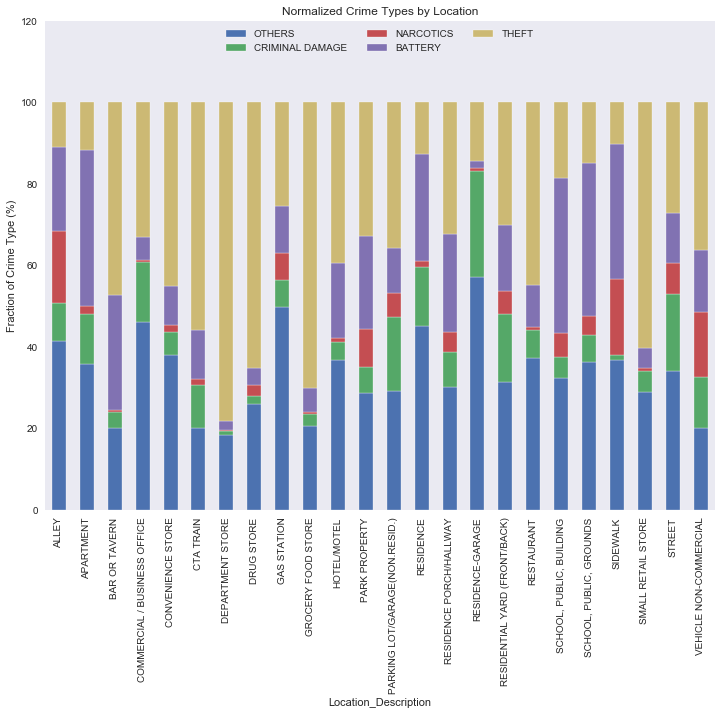 Normalized Crime Types by Location
OTHERS
CRIMINAL DAMAGE
NARCOTICS
BATTERY
THEFT
Fraction of Crime Type (%)
120
100
80
60
40
20
0
ALLEY
APARTMENT
BAR OR TAVERN
COMMERCIAL / BUSINESS OFFICE
CONVENIENCE STORE
CTA TRAIN
DEPARTMENT STORE
DRUG STORE
GAS STATION
GROCERY FOOD STORE
HOTEL/MOTEL
PARK PROPERTY
PARKING LOT/GARAGE(NON.RESID.)
RESIDENCE
RESIDENCE PORCH/HALLWAY
RESIDENCE-GARAGE
RESIDENTIAL YARD (FRONT/BACK)
RESTAURANT
SCHOOL, PUBLIC, BUILDING
SCHOOL, PUBLIC, GROUNDS
SIDEWALK
SMALL RETAIL STORE
STREET
VEHICLE NON-COMMERCIAL
Location_Description